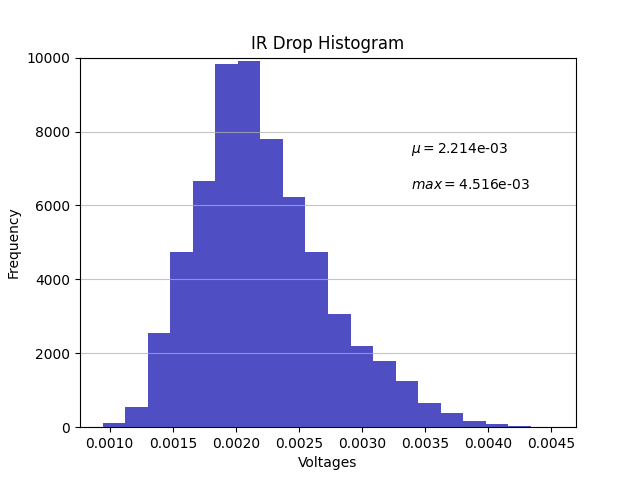 IR Drop Histogram
10000
8000
6000
4000
2000
0
Frequency
μ = 2.214e-03
max = 4.516e-03
0.0010 0.0015 0.0020 0.0025 0.0030 0.0035 0.0040 0.0045
Voltages